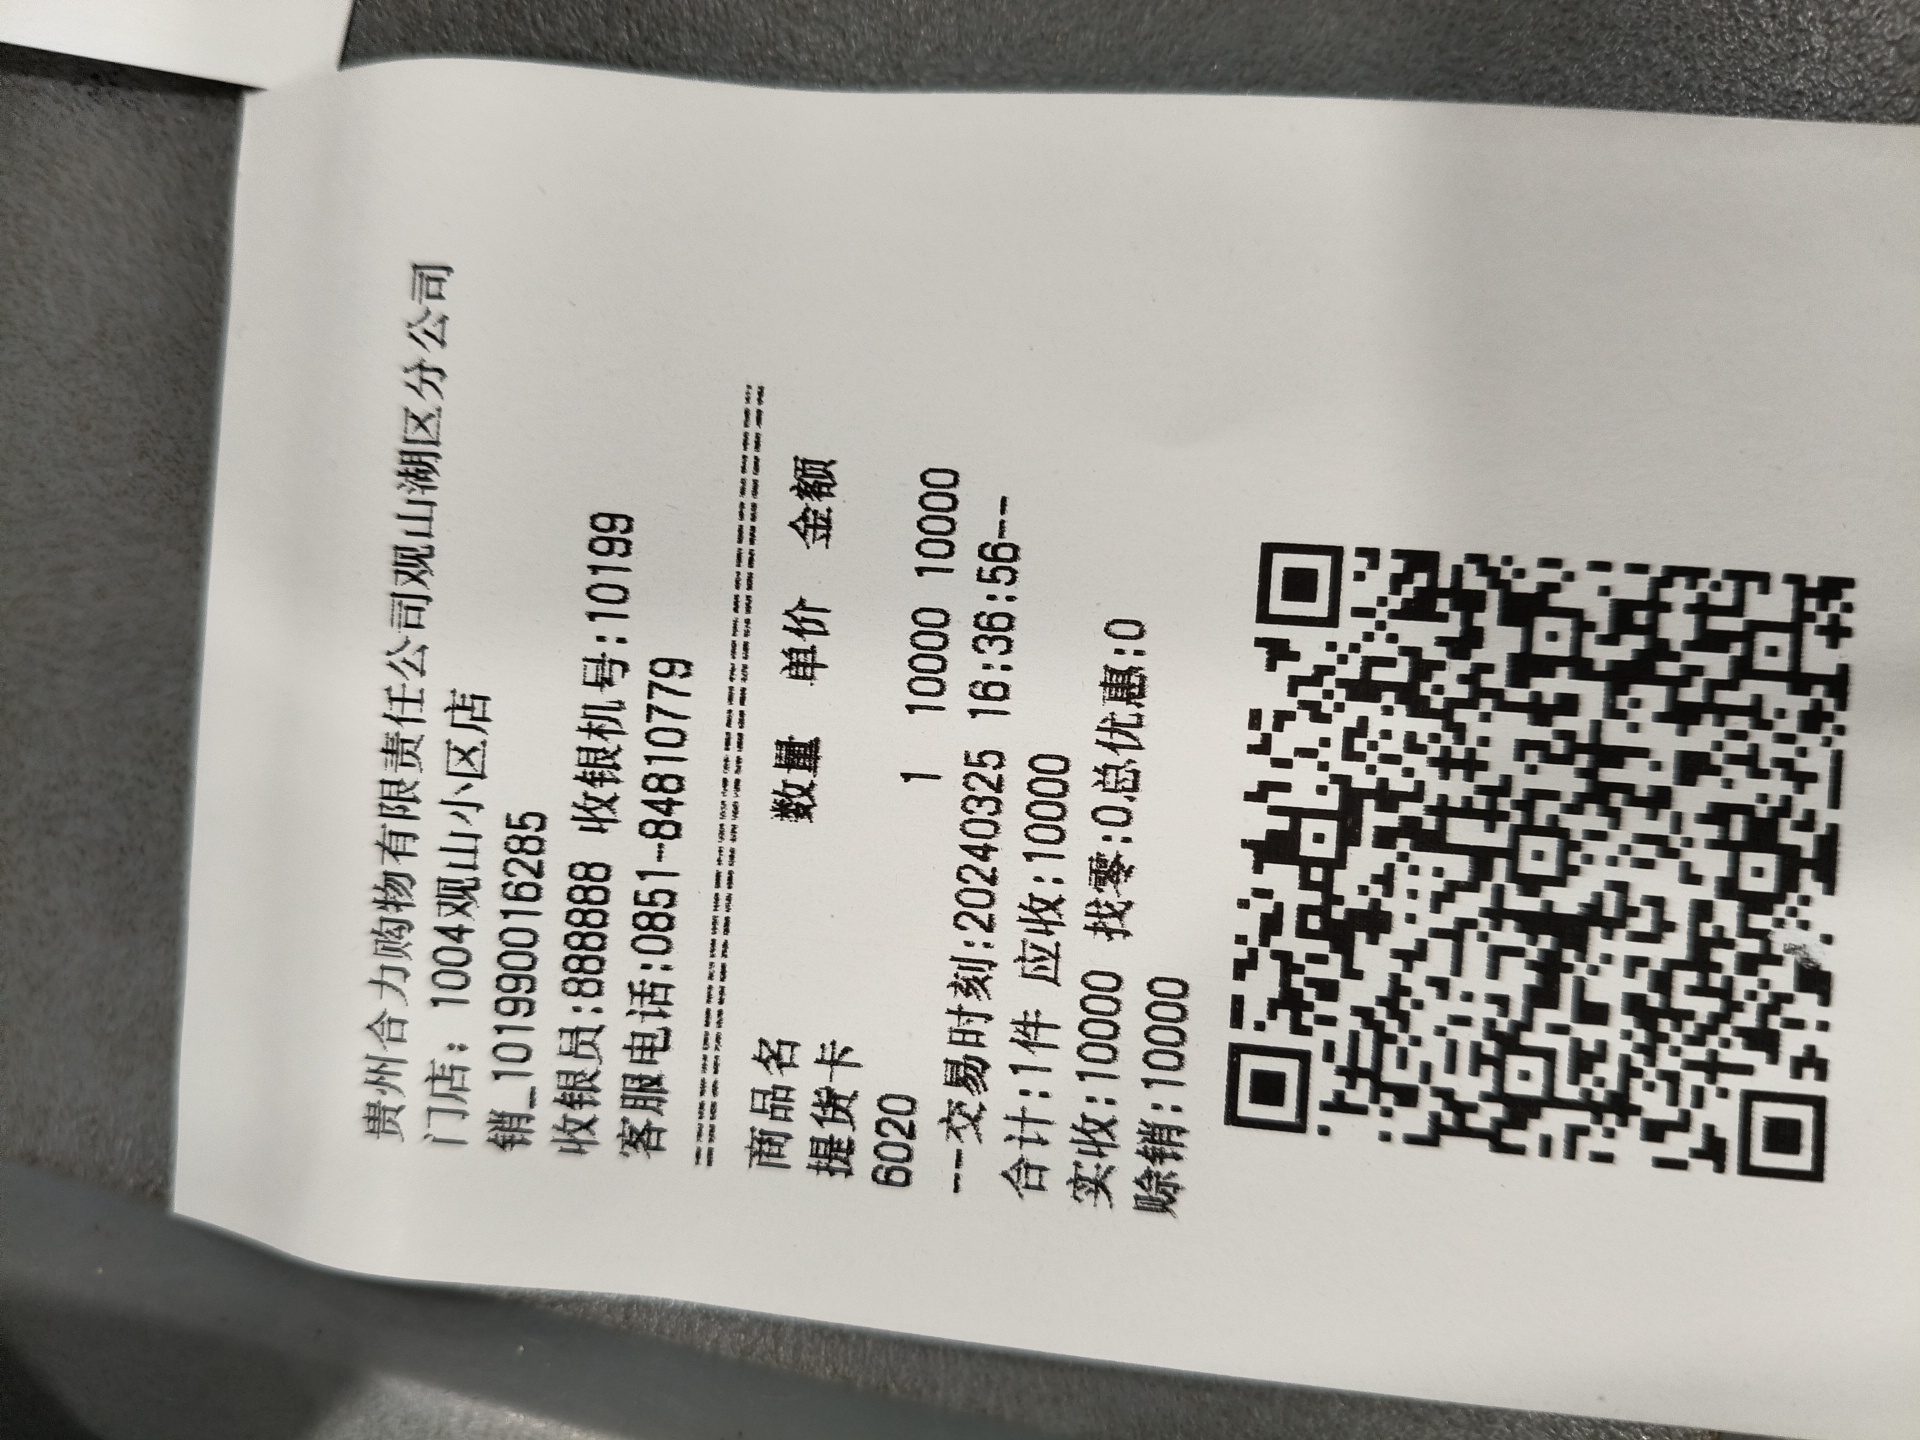 贵州合力购物有限责任公司观山湖区分公司
门店：1004观山小区店
销_1019900016285
收银员:888888 收银机号:10199
客服电话:0851-84810779
================================
商品名 数量 单价 金额
提货卡
6020 1 10000 10000
--交易时刻:20240325 16:36:56--
合计:1件 应收:10000
实收:10000 找零:0总优惠:0
赊销:10000